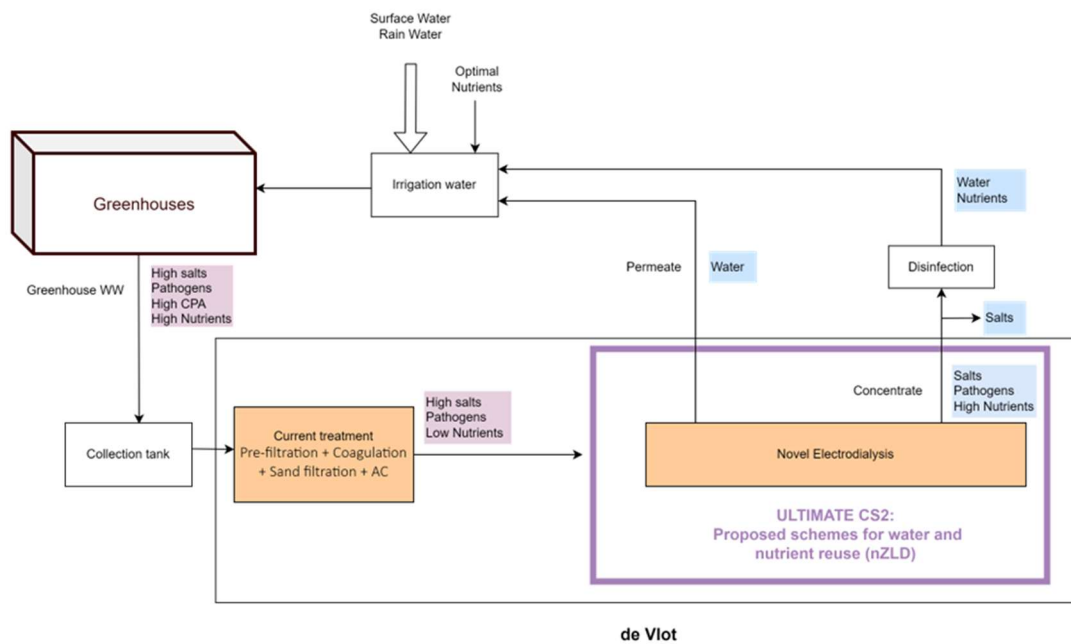 Surface Water
Rain Water
Optimal
Nutrients
Irrigation water
Greenhouses
Water
Nutrients
Disinfection
Permeate
Water
Salts
Greenhouse WW
High salts
Pathogens
High CPA
High Nutrients
Concentrate
Salts
Pathogens
High Nutrients
High salts
Pathogens
Low Nutrients
Collection tank
Current treatment
Pre-filtration + Coagulation
+ Sand filtration + AC
Novel Electrodialysis
ULTIMATE CS2:
Proposed schemes for water and
nutrient reuse (nZLD)
de Vlot